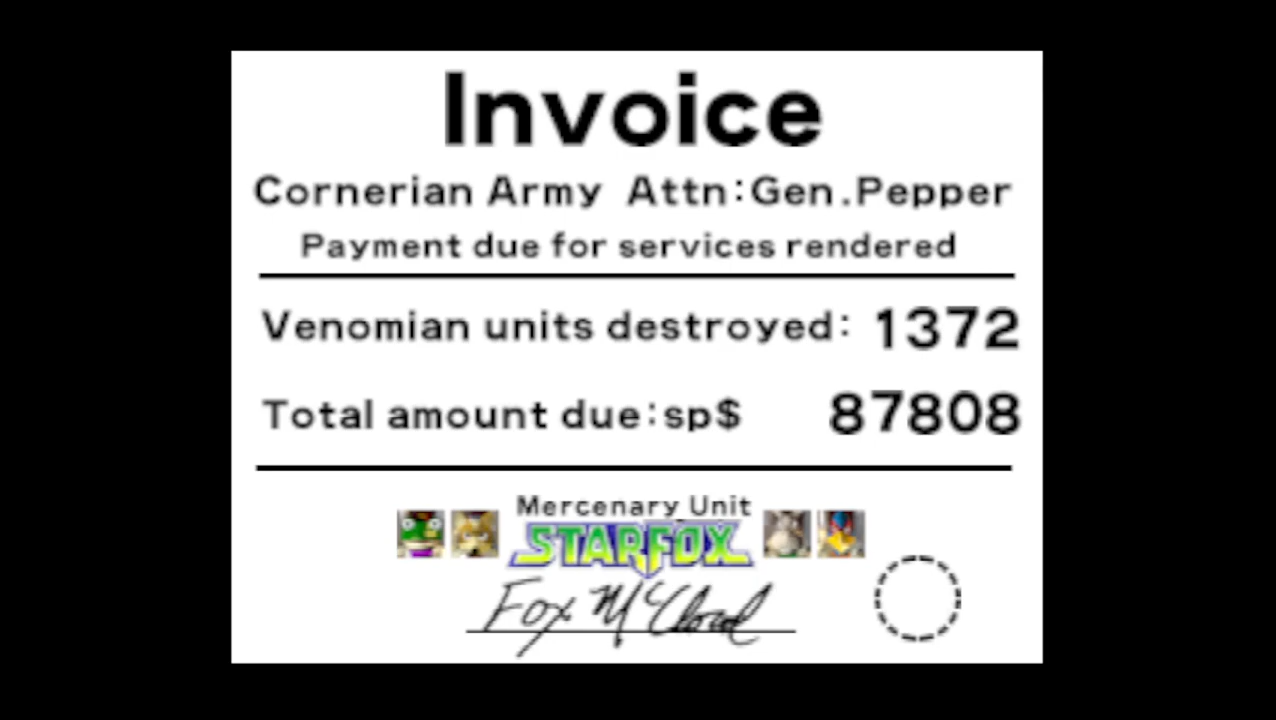 Invoice
Cornerian Army Attn:Gen.Pepper
Payment due for services rendered
Venomian units destroyed: 1372
Total amount due:sp$ 87808
Mercenary Unit
STARFOX
Fox McCloud